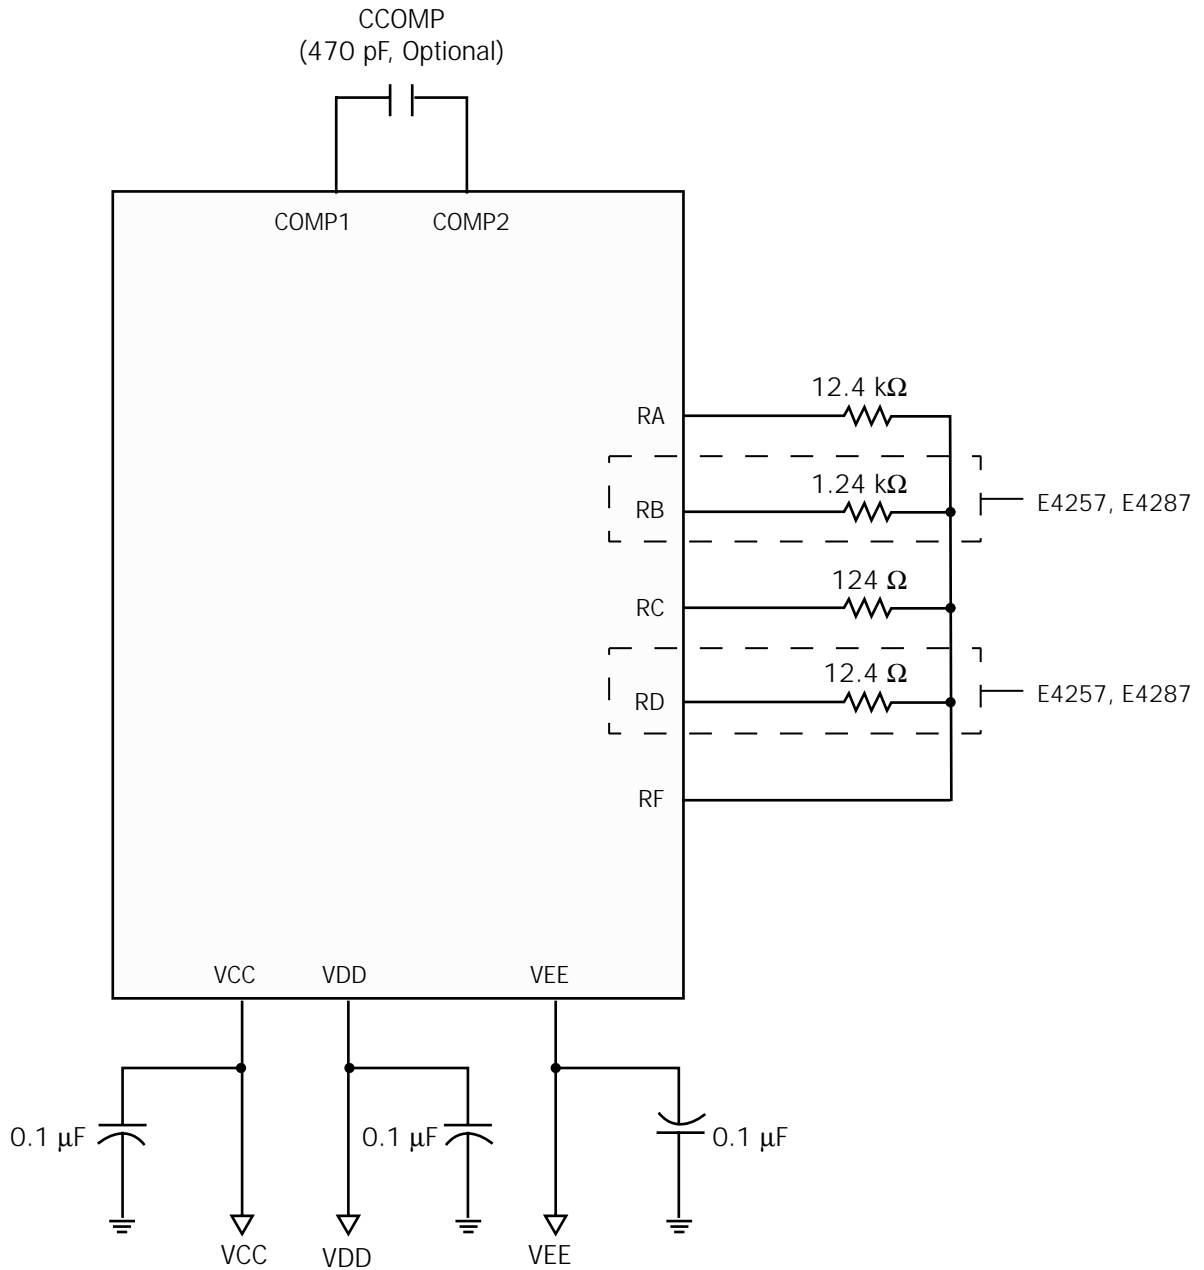 CCOMP
(470 pF, Optional)
COMP1 COMP2
12.4 kΩ
RA
1.24 kΩ
RB
E4257, E4287
124 Ω
RC
12.4 Ω
RD
E4257, E4287
RF
VCC VDD VEE
0.1 μF 0.1 μF 0.1 μF
VCC VDD VEE